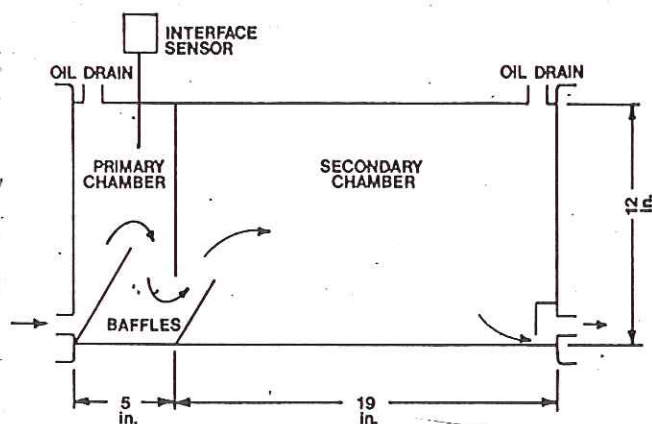 INTERFACE
SENSOR
OIL DRAIN
OIL DRAIN
PRIMARY
CHAMBER
SECONDARY
CHAMBER
12
in.
BAFFLES
5
in.
19
in.